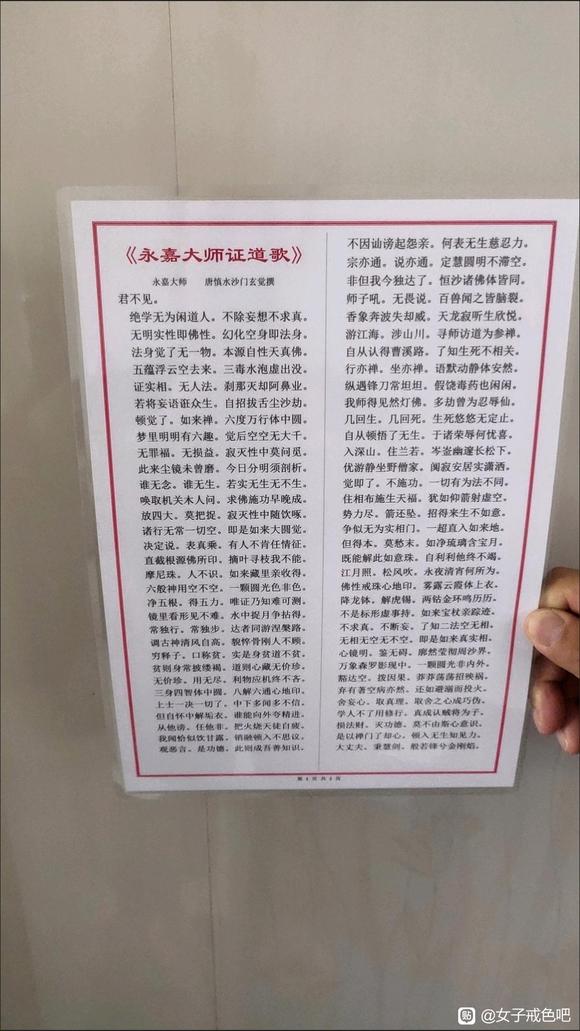 《永嘉大师证道歌》
永嘉大师 唐慎水沙门玄觉撰
君不见。
绝学无为闲道人。不除妄想不求真。
无明实性即佛性。幻化空身即法身。
法身觉了无一物。本源自性天真佛。
五蕴浮云空去来。三毒水泡虚出没。
证实相。无人法。刹那灭却阿鼻业。
若将妄语诳众生。自招拔舌尘沙劫。
顿觉了。如来禅。六度万行体中圆。
梦里明明有六趣。觉后空空无大千。
无罪福。无损益。寂灭性中莫问觅。
此来尘镜未曾磨。今日分明须剖析。
谁无念。谁无生。若实无生无不生。
唤取机关木人问。求佛施功早晚成。
放四大。莫把捉。寂灭性中随饮啄。
诸行无常一切空。即是如来大圆觉。
决定说。表真乘。有人不肯任情征。
直截根源佛所印。摘叶寻枝我不能。
摩尼珠。人不识。如来藏里亲收得。
六般神用空不空。一颗圆光色非色。
净五根。得五力。唯证乃知难可测。
镜里看形见不难。水中捉月争拈得。
常独行。常独步。达者同游涅槃路。
调古神清风自高。貌悴骨刚人不顾。
穷释子。口称贫。实是身贫道不贫。
贫则身常披缕褐。道则心藏无价珍。
无价珍。用无尽。利物应机终不吝。
三身四智体中圆。八解六通心地印。
上士一决一切了。中下多闻多不信。
但自怀中解垢衣。谁能向外夸精进。
从他谤。任他非。把火烧天徒自疲。
我闻恰似饮甘露。销融顿入不思议。
观恶言。是功德。此则成吾善知识。
不因讪谤起怨亲。何表无生慈忍力。
宗亦通。说亦通。定慧圆明不滞空。
非但我今独达了。恒沙诸佛体皆同。
师子吼。无畏说。百兽闻之皆脑裂。
香象奔波失却威。天龙寂听生欣悦。
游江海。涉山川。寻师访道为参禅。
自从认得曹溪路。了知生死不相关。
行亦禅。坐亦禅。语默动静体安然。
纵遇锋刀常坦坦。假饶毒药也闲闲。
我师得见然灯佛。多劫曾为忍辱仙。
几回生。几回死。生死悠悠无定止。
自从顿悟了无生。于诸荣辱何忧喜。
入深山。住兰若。岑崟幽邃长松下。
优游静坐野僧家。阒寂安居实潇洒。
觉即了。不施功。一切有为法不同。
住相布施生天福。犹如仰箭射虚空。
势力尽。箭还坠。招得来生不如意。
争似无为实相门。一超直入如来地。
但得本。莫愁末。如净琉璃含宝月。
既能解此如意珠。自利利他终不竭。
江月照。松风吹。永夜清宵何所为。
佛性戒珠心地印。雾露云霞体上衣。
降龙钵。解虎锡。两钴金环鸣历历。
不是标形虚事持。如来宝杖亲踪迹。
不求真。不断妄。了知二法空无相。
无相无空无不空。即是如来真实相。
心镜明。鉴无碍。廓然莹彻周沙界。
万象森罗影现中。一颗圆光非内外。
豁达空。拨因果。莽莽荡荡招殃祸。
弃有著空病亦然。还如避溺而投火。
舍妄心。取真理。取舍之心成巧伪。
学人不了用修行。真成认贼将为子。
损法财。灭功德。莫不由斯心意识。
是以禅门了却心。顿入无生知见力。
大丈夫。秉慧剑。般若锋兮金刚焰。
第 1 页 共 2 页
贴 @女子戒色吧